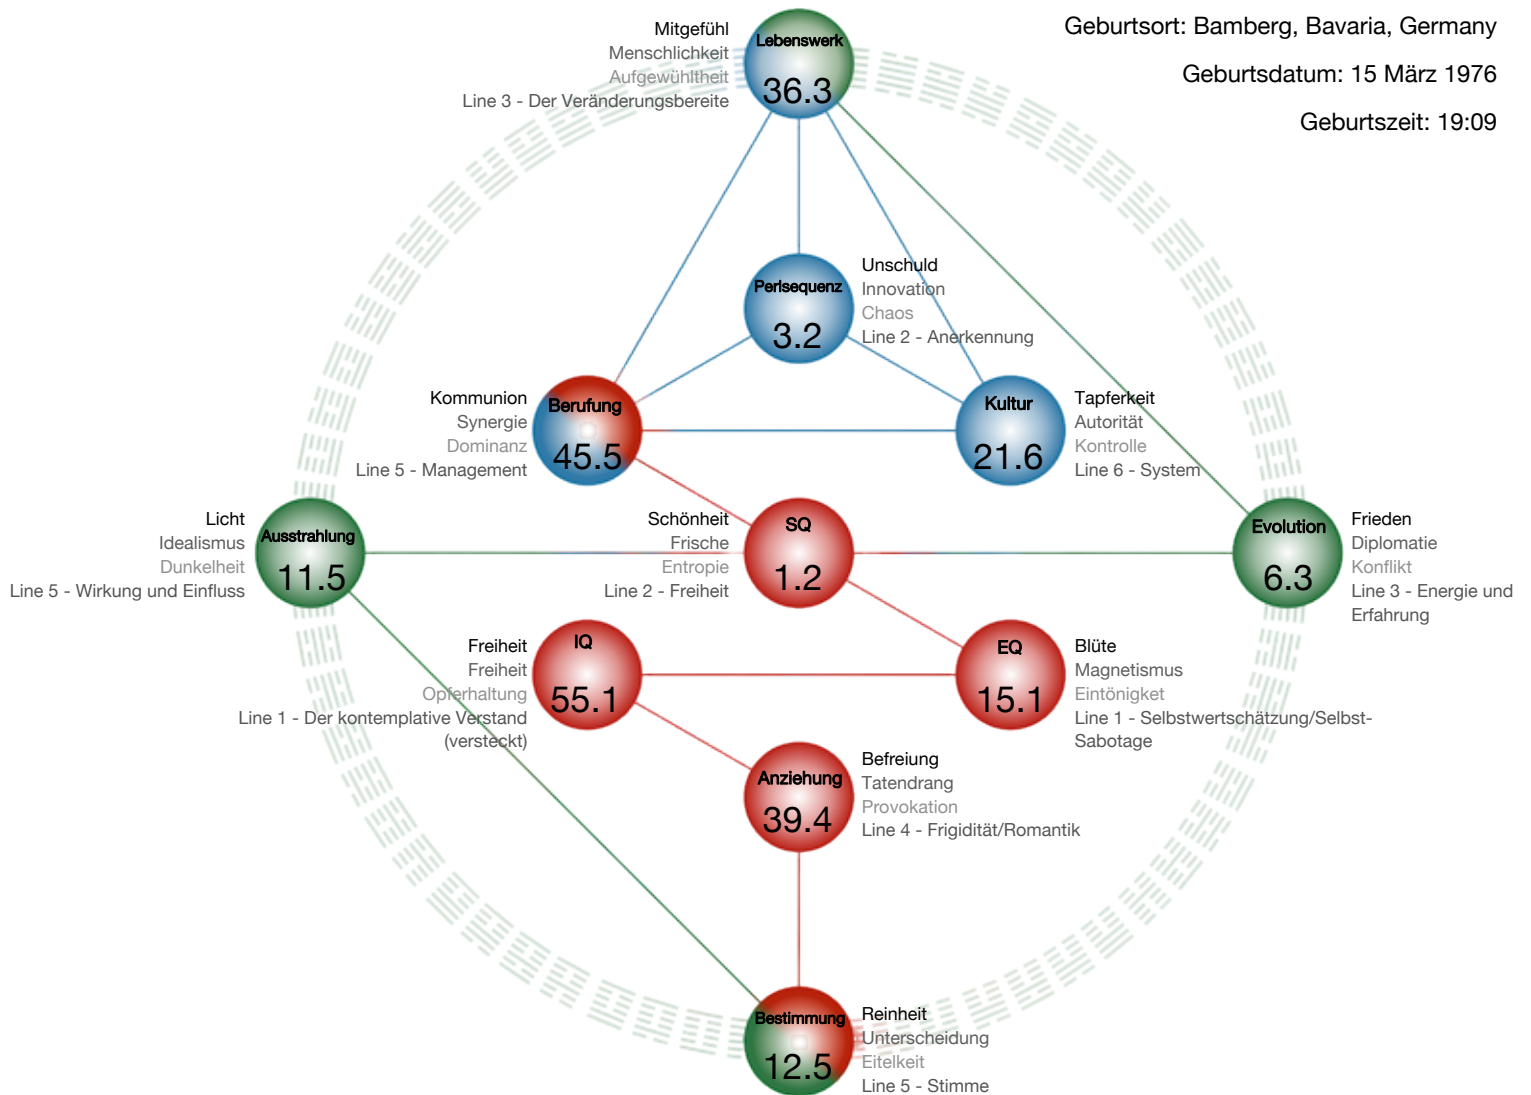 Geburtsort: Bamberg, Bavaria, Germany
Geburtsdatum: 15 März 1976
Geburtszeit: 19:09
Mitgefühl
Menschlichkeit
Aufgewühltheit
Line 3 - Der Veränderungsbereite
Lebenswerk
36.3
Perlsequenz
3.2
Unschuld
Innovation
Chaos
Line 2 - Anerkennung
Kommunion
Synergie
Dominanz
Line 5 - Management
Berufung
45.5
Kultur
21.6
Tapferkeit
Autorität
Kontrolle
Line 6 - System
Licht
Idealismus
Dunkelheit
Line 5 - Wirkung und Einfluss
Ausstrahlung
11.5
Schönheit
Frische
Entropie
Line 2 - Freiheit
SQ
1.2
Evolution
6.3
Frieden
Diplomatie
Konflikt
Line 3 - Energie und
Erfahrung
Freiheit
Freiheit
Opferhaltung
Line 1 - Der kontemplative Verstand
(versteckt)
IQ
55.1
EQ
15.1
Blüte
Magnetismus
Eintönigket
Line 1 - Selbstwertschätzung/Selbst-
Sabotage
Anziehung
39.4
Befreiung
Tatendrang
Provokation
Line 4 - Frigidität/Romantik
Bestimmung
12.5
Reinheit
Unterscheidung
Eitelkeit
Line 5 - Stimme